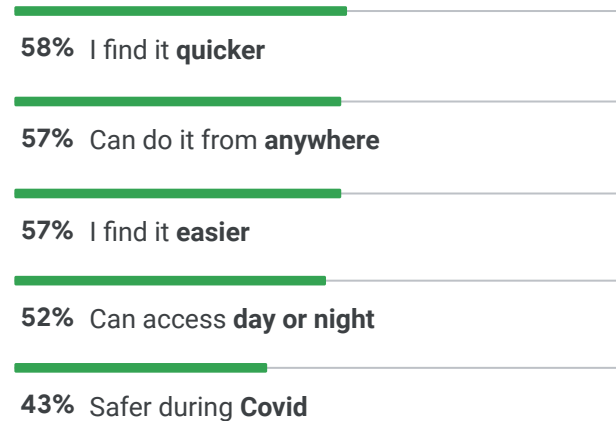 58% I find it quicker
57% Can do it from anywhere
57% I find it easier
52% Can access day or night
43% Safer during Covid